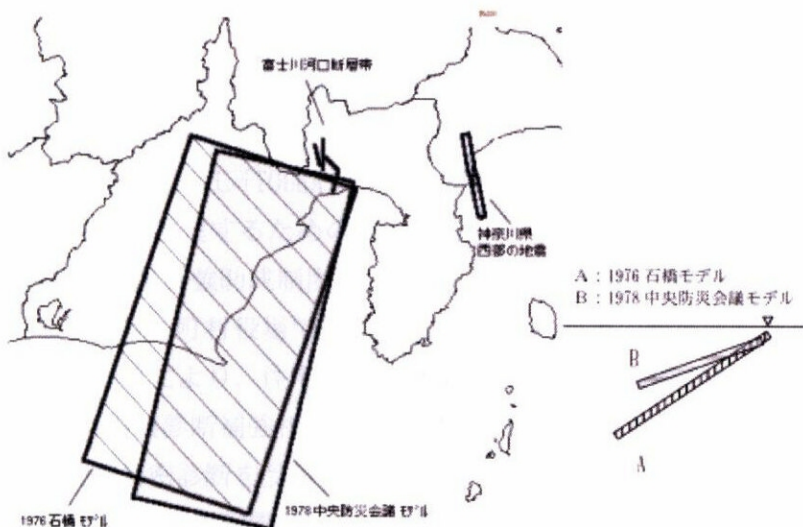 富士川河口断層帯
神奈川県
西部の地震
A：1976 石橋モデル
B：1978 中央防災会議モデル
B
A
1978 中央防災会議 ﾓﾃﾞﾙ
1976 石橋 ﾓﾃﾞﾙ